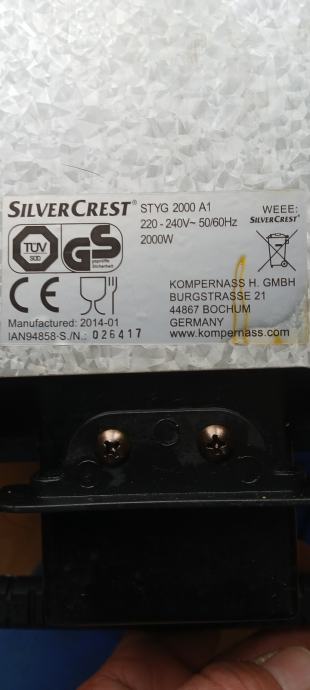 SILVERCREST® STYG 2000 A1
220 - 240V~ 50/60Hz
2000W
WEEE:
SILVERCREST®
TÜV
SÜD
GS
geprüfte
Sicherheit
CE
KOMPERNASS H. GMBH
BURGSTRASSE 21
44867 BOCHUM
GERMANY
www.kompernass.com
Manufactured: 2014-01
IAN94858-S./N.: 026417